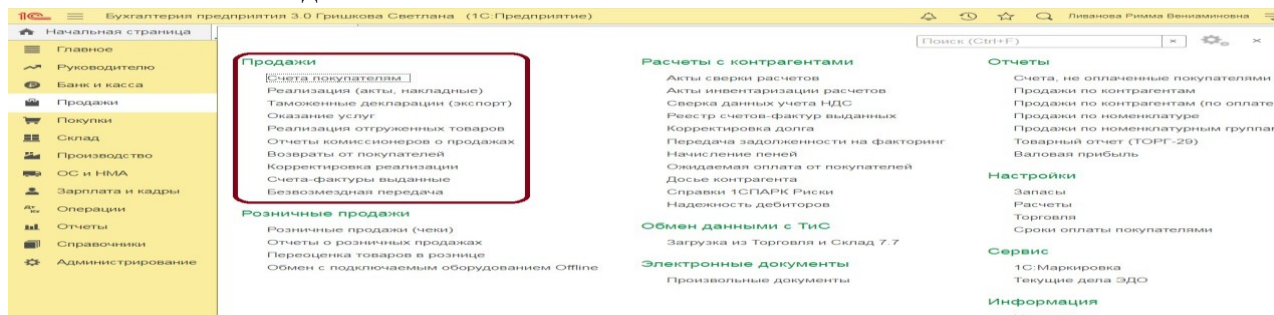 1С Бухгалтерия предприятия 3.0 Гришкова Светлана (1С:Предприятие) Ливанова Римма Вениаминовна
Начальная страница
Поиск (Ctrl+F)
Главное
Руководителю
Банк и касса
Продажи
Покупки
Склад
Производство
ОС и НМА
Зарплата и кадры
Операции
Отчеты
Справочники
Администрирование
Продажи
Счета покупателям
Реализация (акты, накладные)
Таможенные декларации (экспорт)
Оказание услуг
Реализация отгруженных товаров
Отчеты комиссионеров о продажах
Возвраты от покупателей
Корректировка реализации
Счета-фактуры выданные
Безвозмездная передача
Розничные продажи
Розничные продажи (чеки)
Отчеты о розничных продажах
Переоценка товаров в рознице
Обмен с подключаемым оборудованием Offline
Расчеты с контрагентами
Акты сверки расчетов
Акты инвентаризации расчетов
Сверка данных учета НДС
Реестр счетов-фактур выданных
Корректировка долга
Передача задолженности на факторинг
Начисление пеней
Ожидаемая оплата от покупателей
Досье контрагента
Справки 1СПАРК Риски
Надежность дебиторов
Обмен данными с ТиС
Загрузка из Торговля и Склад 7.7
Электронные документы
Произвольные документы
Отчеты
Счета, не оплаченные покупателями
Продажи по контрагентам
Продажи по контрагентам (по оплате
Продажи по номенклатуре
Продажи по номенклатурным группам
Товарный отчет (ТОРГ-29)
Валовая прибыль
Настройки
Запасы
Расчеты
Торговля
Сроки оплаты покупателями
Сервис
1С:Маркировка
Текущие дела ЭДО
Информация